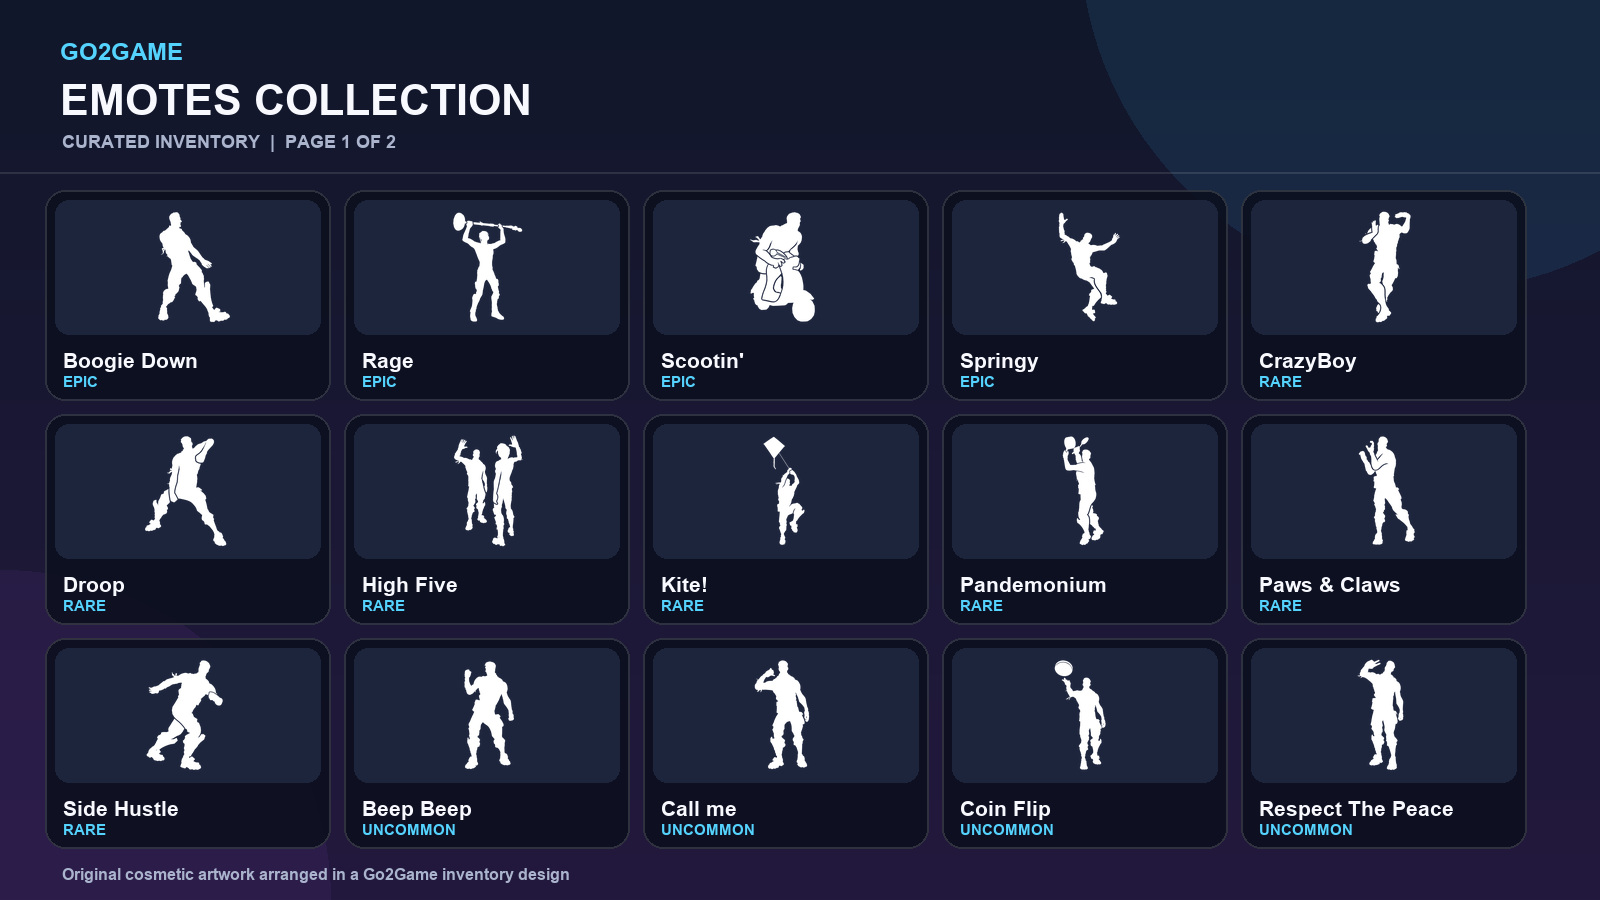 GO2GAME
EMOTES COLLECTION
CURATED INVENTORY | PAGE 1 OF 2
Boogie Down
EPIC
Rage
EPIC
Scootin'
EPIC
Springy
EPIC
CrazyBoy
RARE
Droop
RARE
High Five
RARE
Kite!
RARE
Pandemonium
RARE
Paws & Claws
RARE
Side Hustle
RARE
Beep Beep
UNCOMMON
Call me
UNCOMMON
Coin Flip
UNCOMMON
Respect The Peace
UNCOMMON
Original cosmetic artwork arranged in a Go2Game inventory design